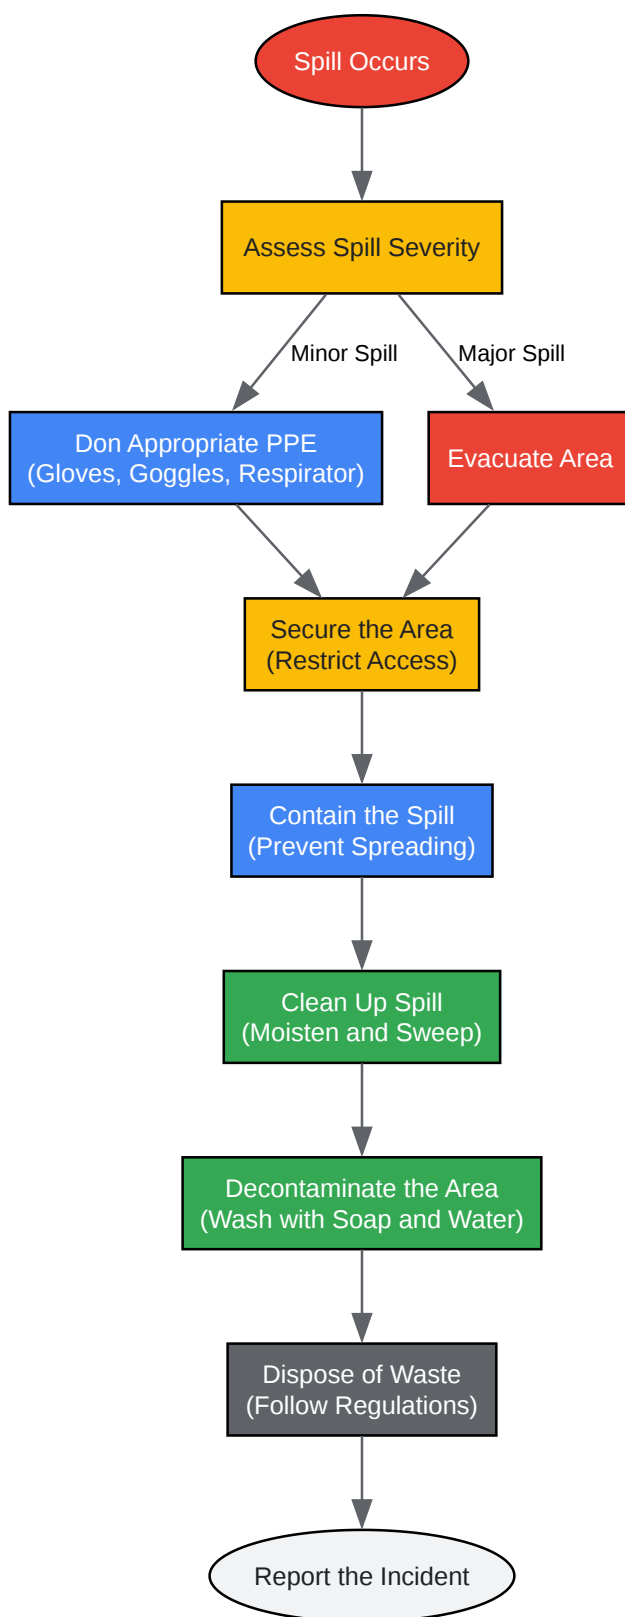 Spill Occurs
Assess Spill Severity
Minor Spill
Major Spill
Don Appropriate PPE
(Gloves, Goggles, Respirator)
Evacuate Area
Secure the Area
(Restrict Access)
Contain the Spill
(Prevent Spreading)
Clean Up Spill
(Moisten and Sweep)
Decontaminate the Area
(Wash with Soap and Water)
Dispose of Waste
(Follow Regulations)
Report the Incident